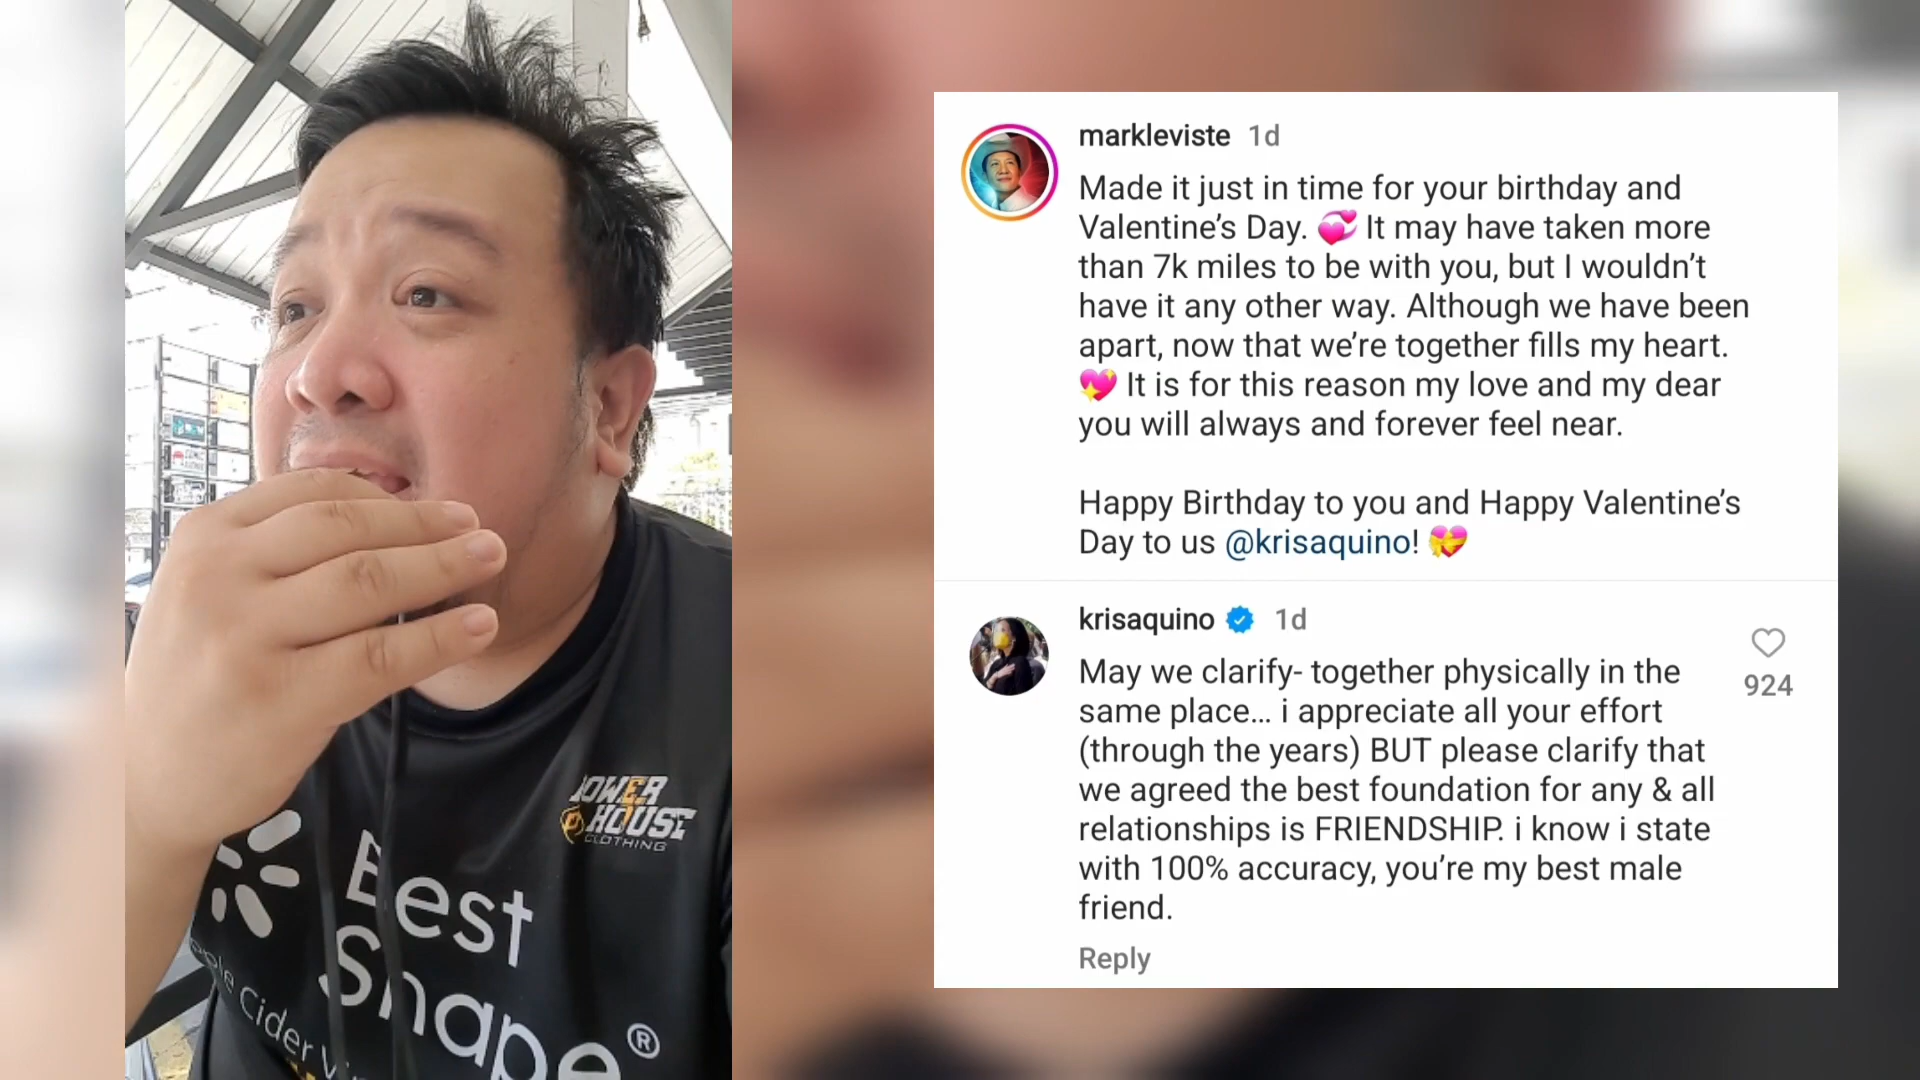 POWER
HOUSE
CLOTHING
Best
Shape®
Cider
markleviste 1d
Made it just in time for your birthday and
Valentine’s Day. 💞 It may have taken more
than 7k miles to be with you, but I wouldn’t
have it any other way. Although we have been
apart, now that we’re together fills my heart.
💖 It is for this reason my love and my dear
you will always and forever feel near.
Happy Birthday to you and Happy Valentine’s
Day to us @krisaquino! 💝
krisaquino 1d
May we clarify- together physically in the
same place... i appreciate all your effort
(through the years) BUT please clarify that
we agreed the best foundation for any & all
relationships is FRIENDSHIP. i know i state
with 100% accuracy, you’re my best male
friend.
924
Reply